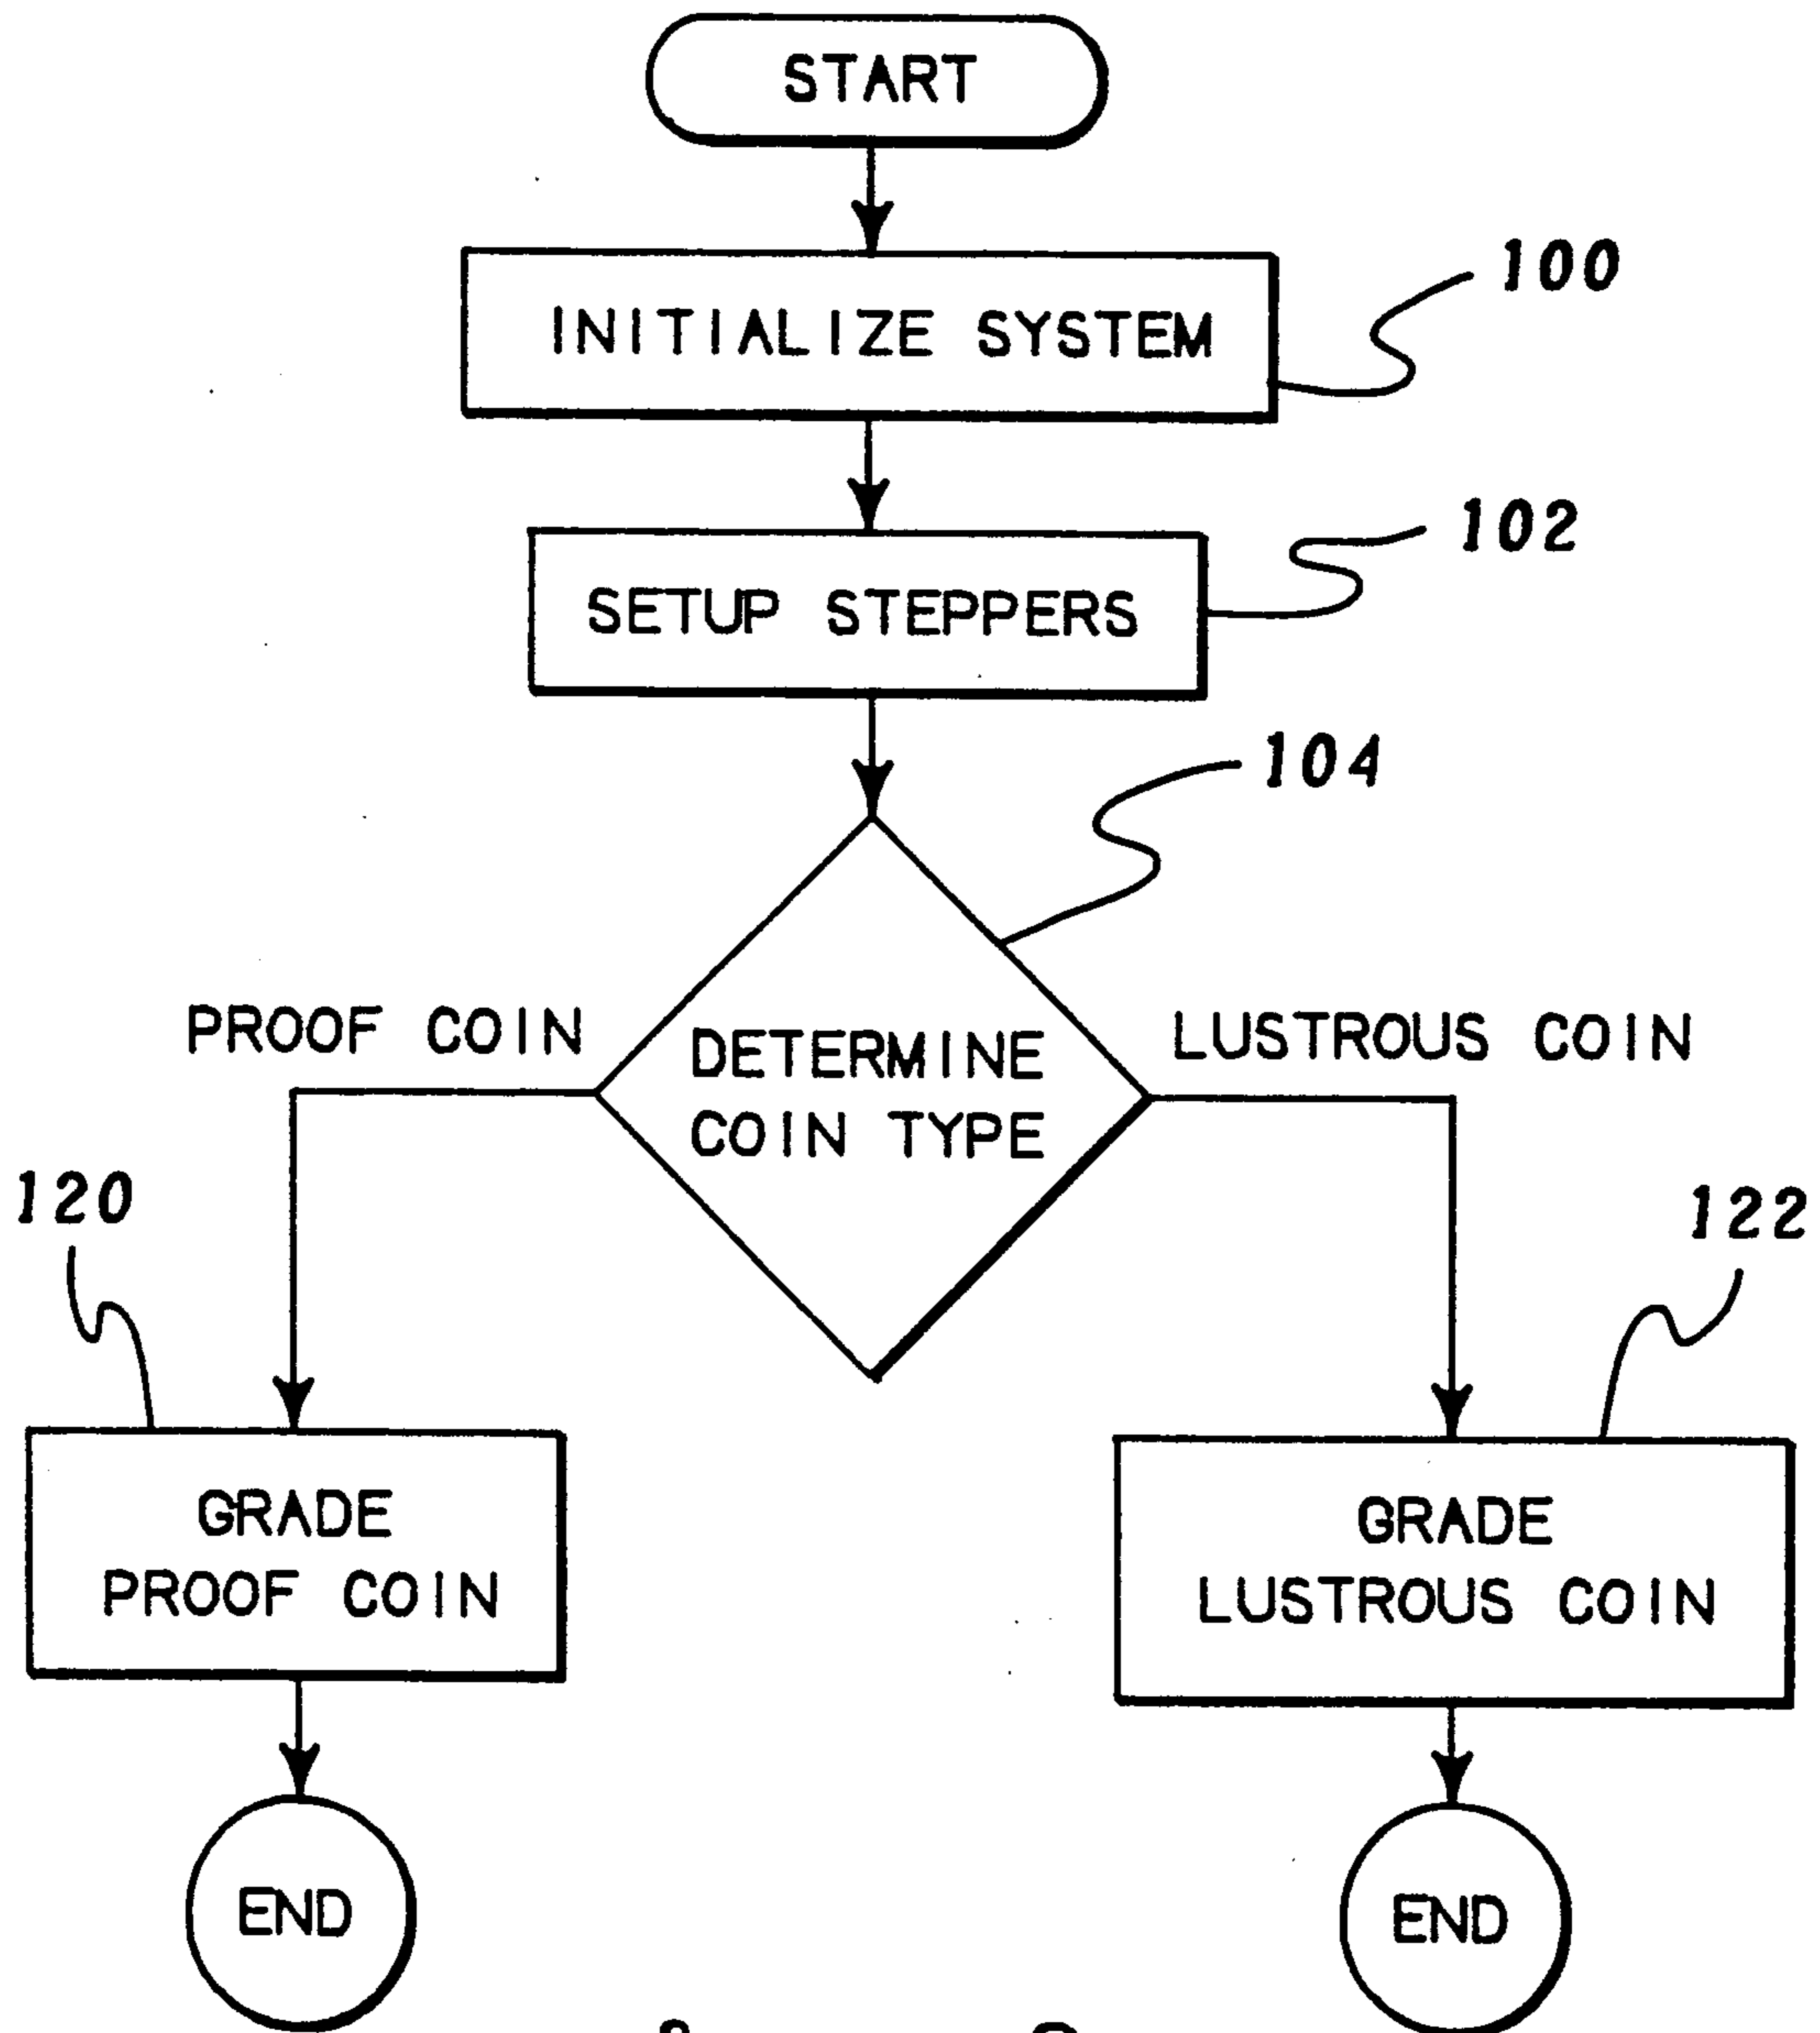 START
INITIALIZE SYSTEM
100
SETUP STEPPERS
102
104
PROOF COIN
LUSTROUS COIN
DETERMINE
COIN TYPE
120
122
GRADE
PROOF COIN
GRADE
LUSTROUS COIN
END
END